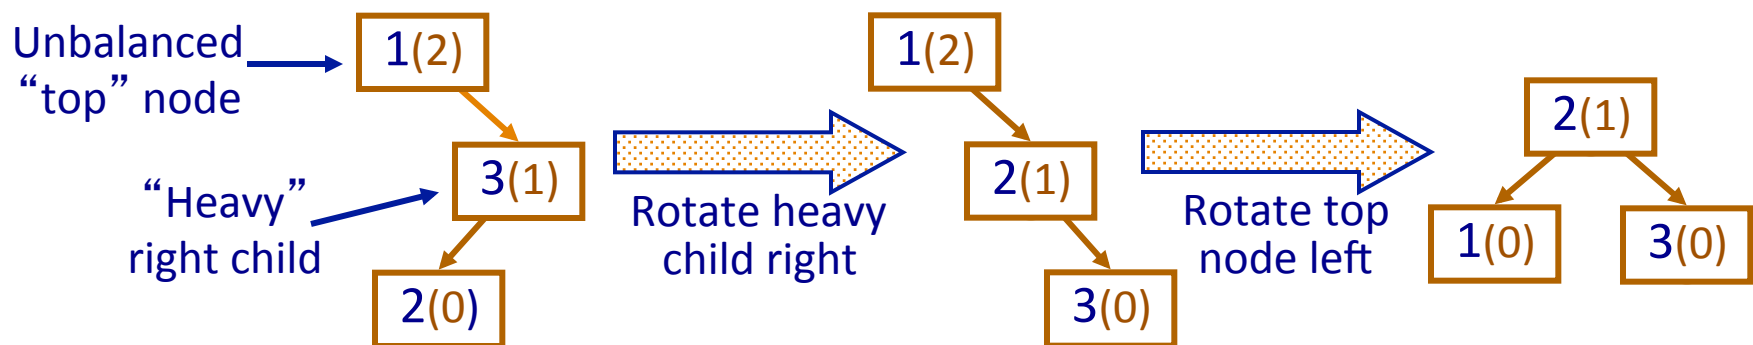 Unbalanced
“top” node
1(2)
3(1)
“Heavy”
right child
2(0)
Rotate heavy
child right
1(2)
2(1)
3(0)
Rotate top
node left
2(1)
1(0)
3(0)